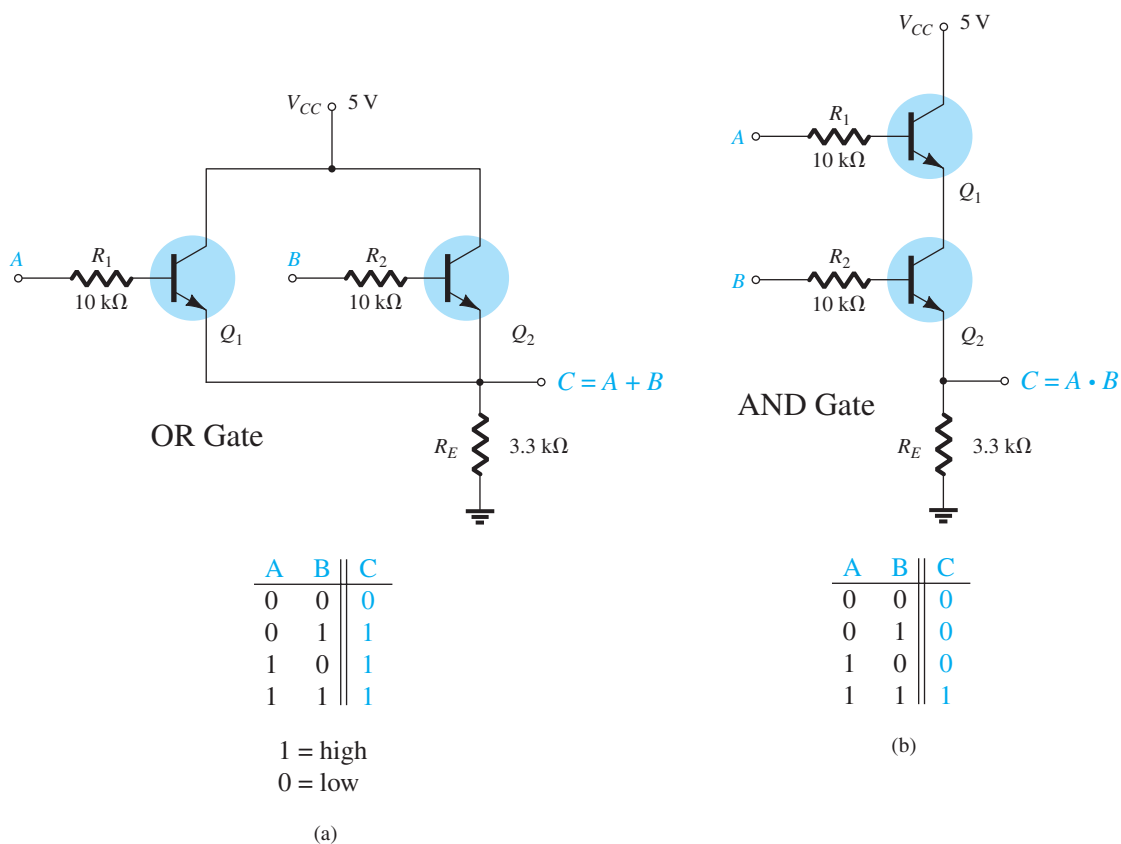 V_CC 5 V
A
R_1
10 kΩ
Q_1
B
R_2
10 kΩ
Q_2
C = A + B
OR Gate
R_E 3.3 kΩ
A B C
0 0 0
0 1 1
1 0 1
1 1 1
1 = high
0 = low
(a)
V_CC 5 V
A
R_1
10 kΩ
Q_1
B
R_2
10 kΩ
Q_2
C = A • B
AND Gate
R_E 3.3 kΩ
A B C
0 0 0
0 1 0
1 0 0
1 1 1
(b)